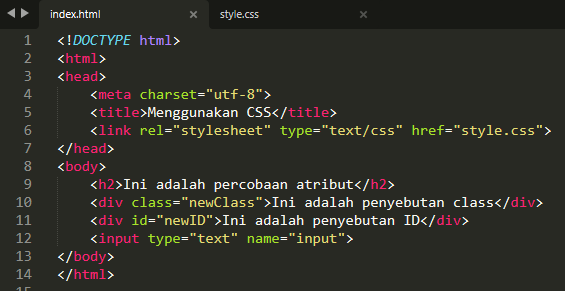 index.html × style.css ×
1 <!DOCTYPE html>
2 <html>
3 <head>
4 <meta charset="utf-8">
5 <title>Menggunakan CSS</title>
6 <link rel="stylesheet" type="text/css" href="style.css">
7 </head>
8 <body>
9 <h2>Ini adalah percobaan atribut</h2>
10 <div class="newClass">Ini adalah penyebutan class</div>
11 <div id="newID">Ini adalah penyebutan ID</div>
12 <input type="text" name="input">
13 </body>
14 </html>
15